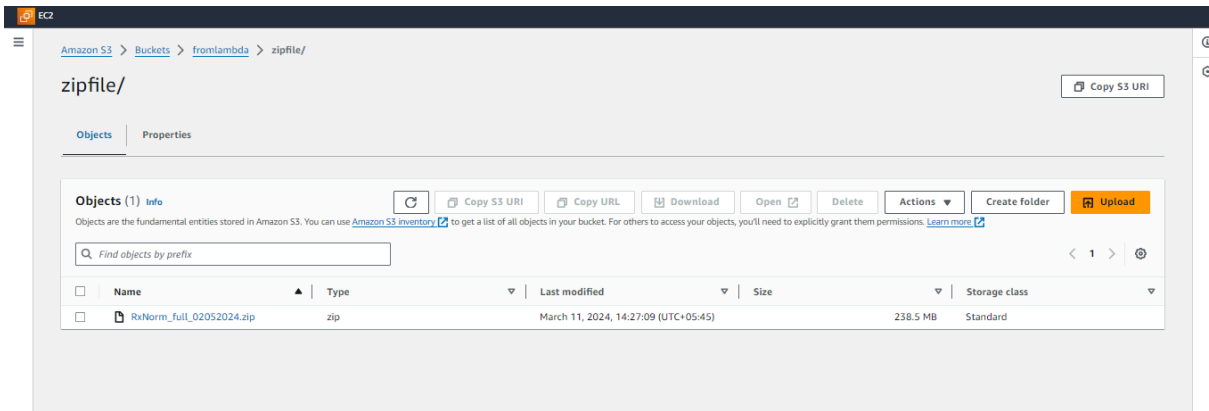 EC2
Amazon S3 > Buckets > fromlambda > zipfile/
zipfile/
Copy S3 URI
Objects Properties
Objects (1) Info
Copy S3 URI Copy URL Download Open Delete Actions Create folder Upload
Objects are the fundamental entities stored in Amazon S3. You can use Amazon S3 inventory to get a list of all objects in your bucket. For others to access your objects, you'll need to explicitly grant them permissions. Learn more
Find objects by prefix
< 1 >
Name Type Last modified Size Storage class
RxNorm_full_02052024.zip zip March 11, 2024, 14:27:09 (UTC+05:45) 238.5 MB Standard